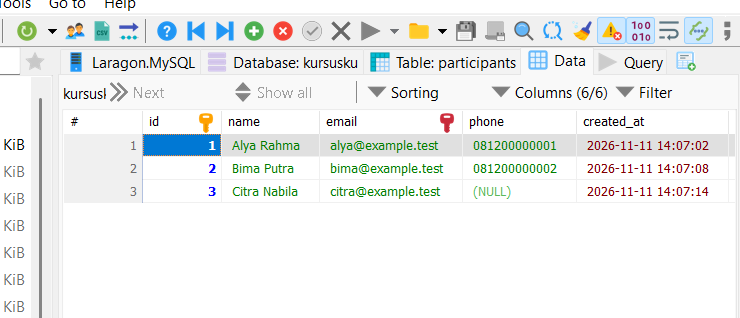 Tools Go to Help
Laragon.MySQL Database: kursusku Table: participants Data Query
Next Show all Sorting Columns (6/6) Filter
# id name email phone created_at
1 1 Alya Rahma alya@example.test 081200000001 2026-11-11 14:07:02
2 2 Bima Putra bima@example.test 081200000002 2026-11-11 14:07:08
3 3 Citra Nabila citra@example.test (NULL) 2026-11-11 14:07:14
KiB
KiB
KiB
KiB
KiB
KiB
KiB